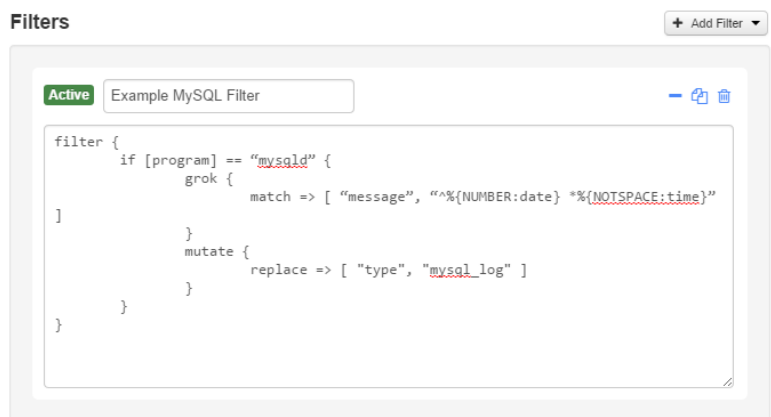 Filters
+ Add Filter
Active Example MySQL Filter
filter {
        if [program] == “mysqld” {
                grok {
                        match => [ “message”, “^%{NUMBER:date} *%{NOTSPACE:time}”
]
                }
                mutate {
                        replace => [ "type", "mysql_log" ]
                }
        }
}